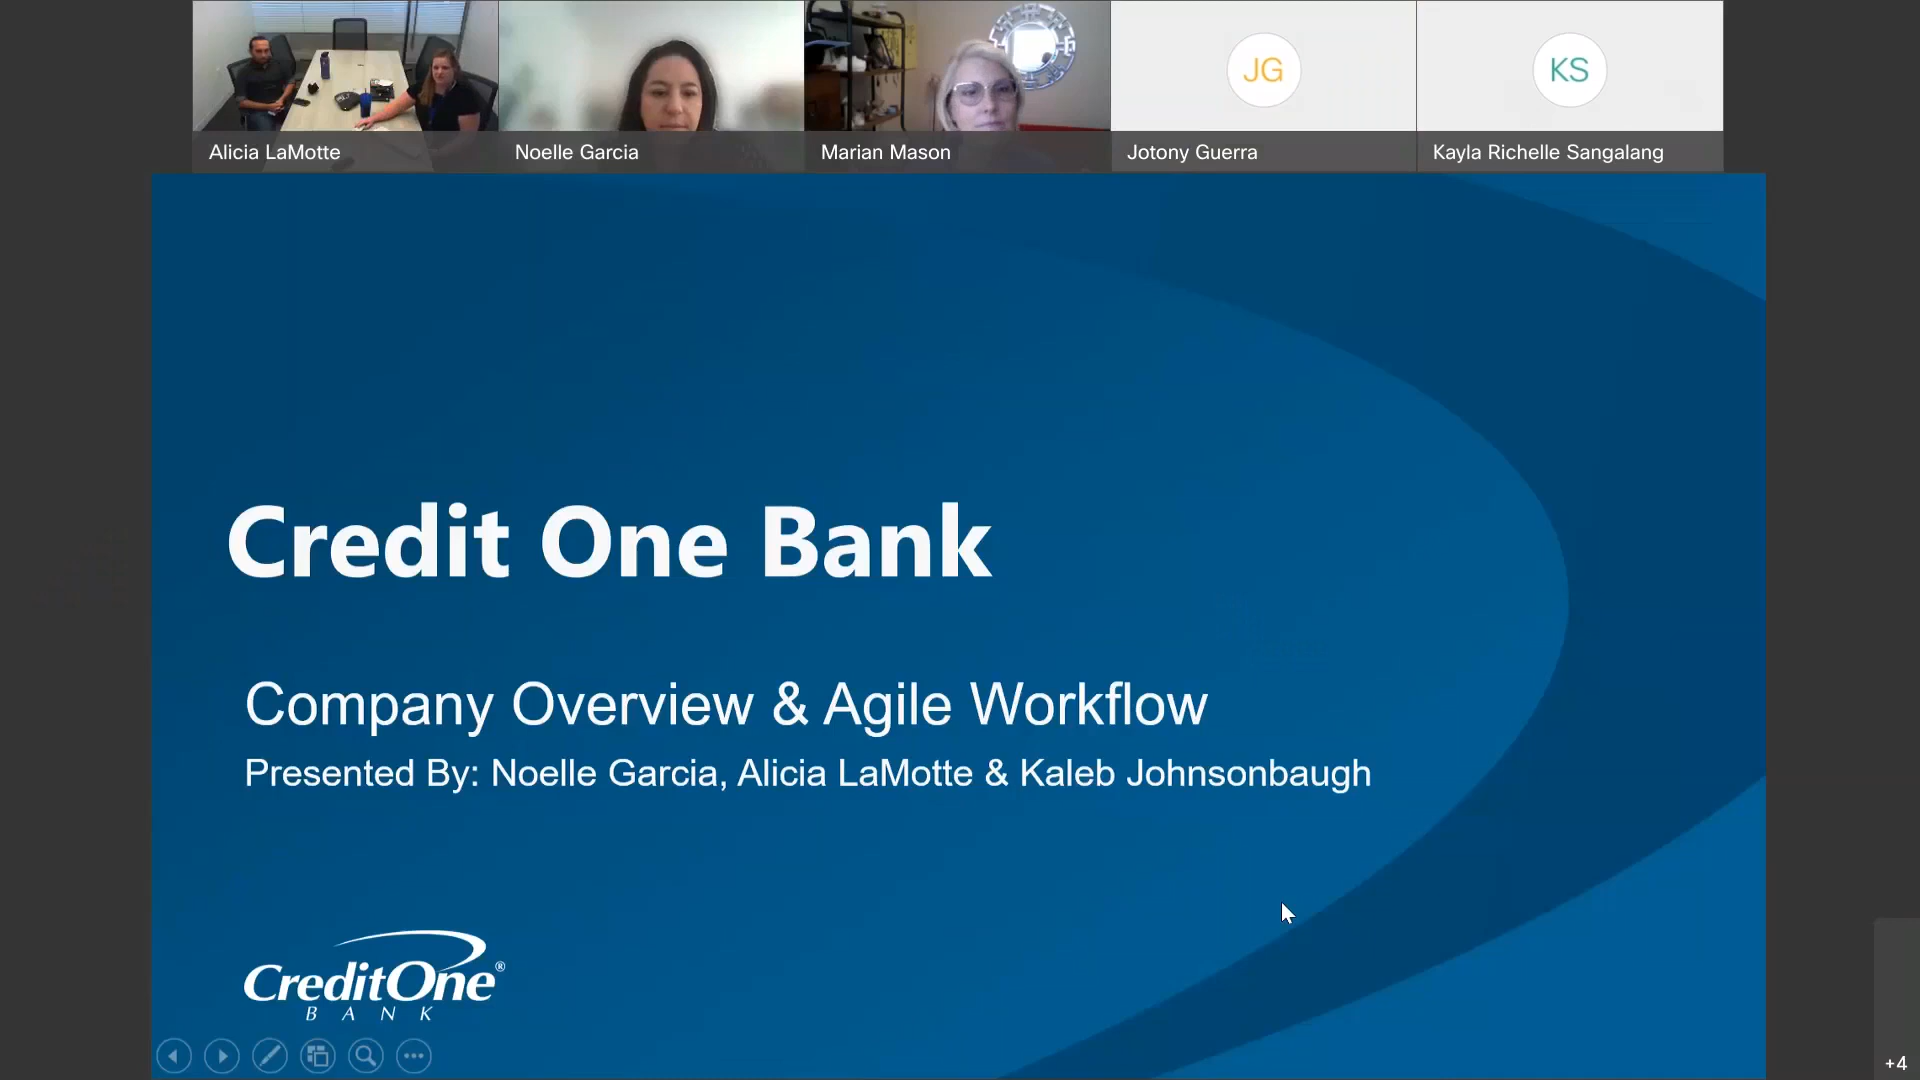 Alicia LaMotte
Noelle Garcia
Marian Mason
JG
Jotony Guerra
KS
Kayla Richelle Sangalang
Credit One Bank
Company Overview & Agile Workflow
Presented By: Noelle Garcia, Alicia LaMotte & Kaleb Johnsonbaugh
CreditOne®
BANK
+4